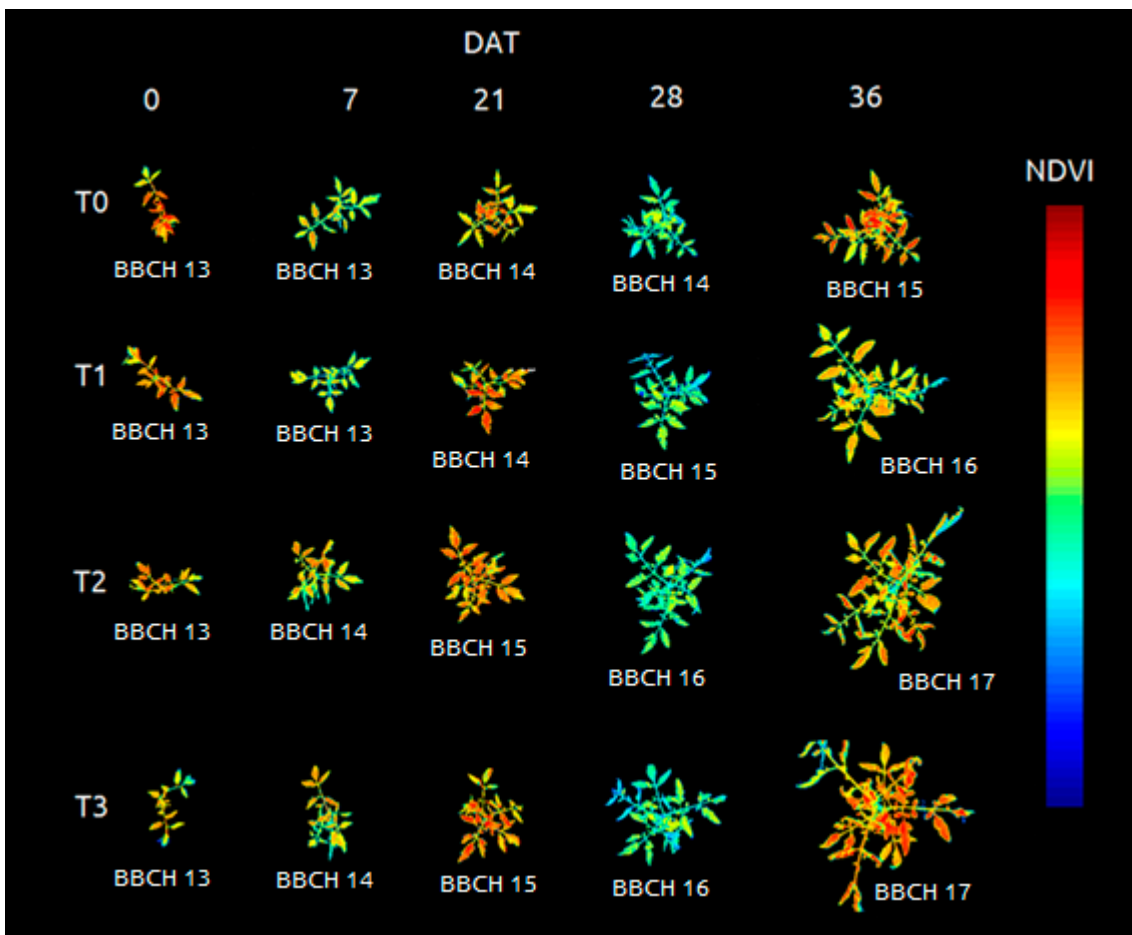 DAT
0 7 21 28 36
NDVI
T0
BBCH 13 BBCH 13 BBCH 14 BBCH 14 BBCH 15
T1
BBCH 13 BBCH 13 BBCH 14 BBCH 15 BBCH 16
T2
BBCH 13 BBCH 14 BBCH 15 BBCH 16 BBCH 17
T3
BBCH 13 BBCH 14 BBCH 15 BBCH 16 BBCH 17